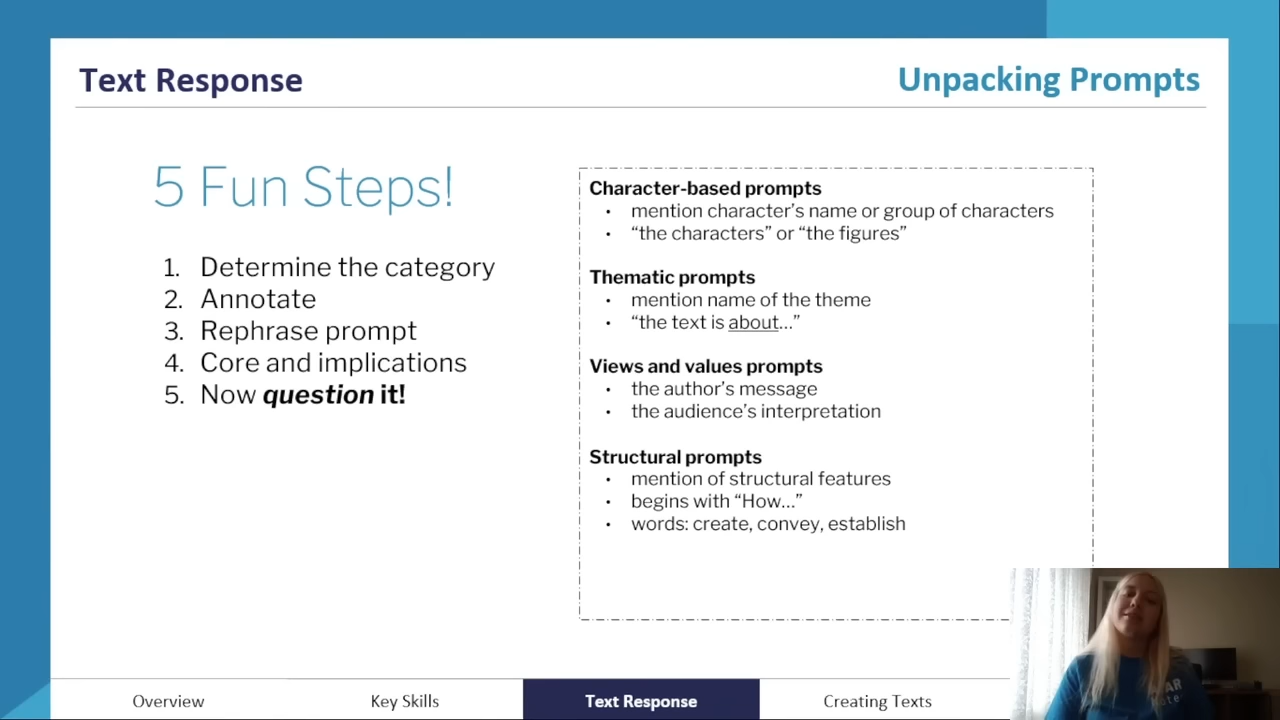 Text Response
Unpacking Prompts
5 Fun Steps!
1. Determine the category
2. Annotate
3. Rephrase prompt
4. Core and implications
5. Now question it!
Character-based prompts
• mention character’s name or group of characters
• “the characters” or “the figures”
Thematic prompts
• mention name of the theme
• “the text is about…”
Views and values prompts
• the author’s message
• the audience’s interpretation
Structural prompts
• mention of structural features
• begins with “How…”
• words: create, convey, establish
Overview
Key Skills
Text Response
Creating Texts